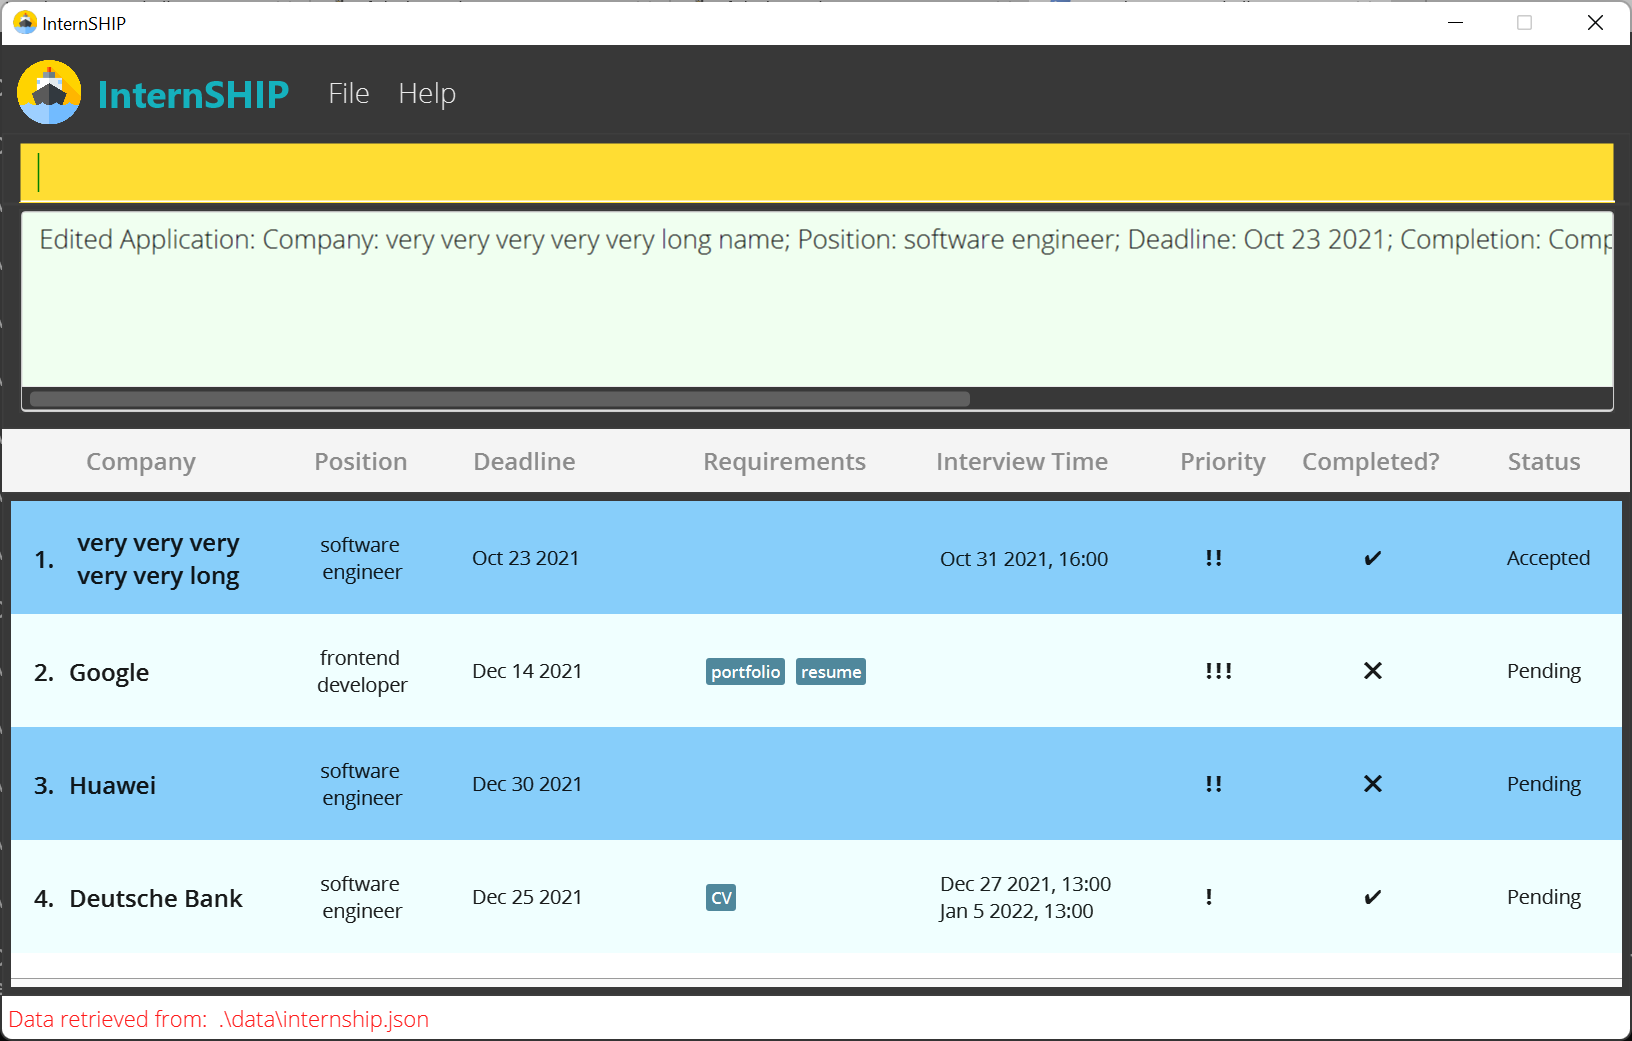 InternSHIP
InternSHIP File Help
Edited Application: Company: very very very very very long name; Position: software engineer; Deadline: Oct 23 2021; Completion: Comp
Company Position Deadline Requirements Interview Time Priority Completed? Status
1. very very very very very long software engineer Oct 23 2021 Oct 31 2021, 16:00 !! ✔ Accepted
2. Google frontend developer Dec 14 2021 portfolio resume !!! ✕ Pending
3. Huawei software engineer Dec 30 2021 !! ✕ Pending
4. Deutsche Bank software engineer Dec 25 2021 CV Dec 27 2021, 13:00 Jan 5 2022, 13:00 ! ✔ Pending
Data retrieved from: .\data\internship.json